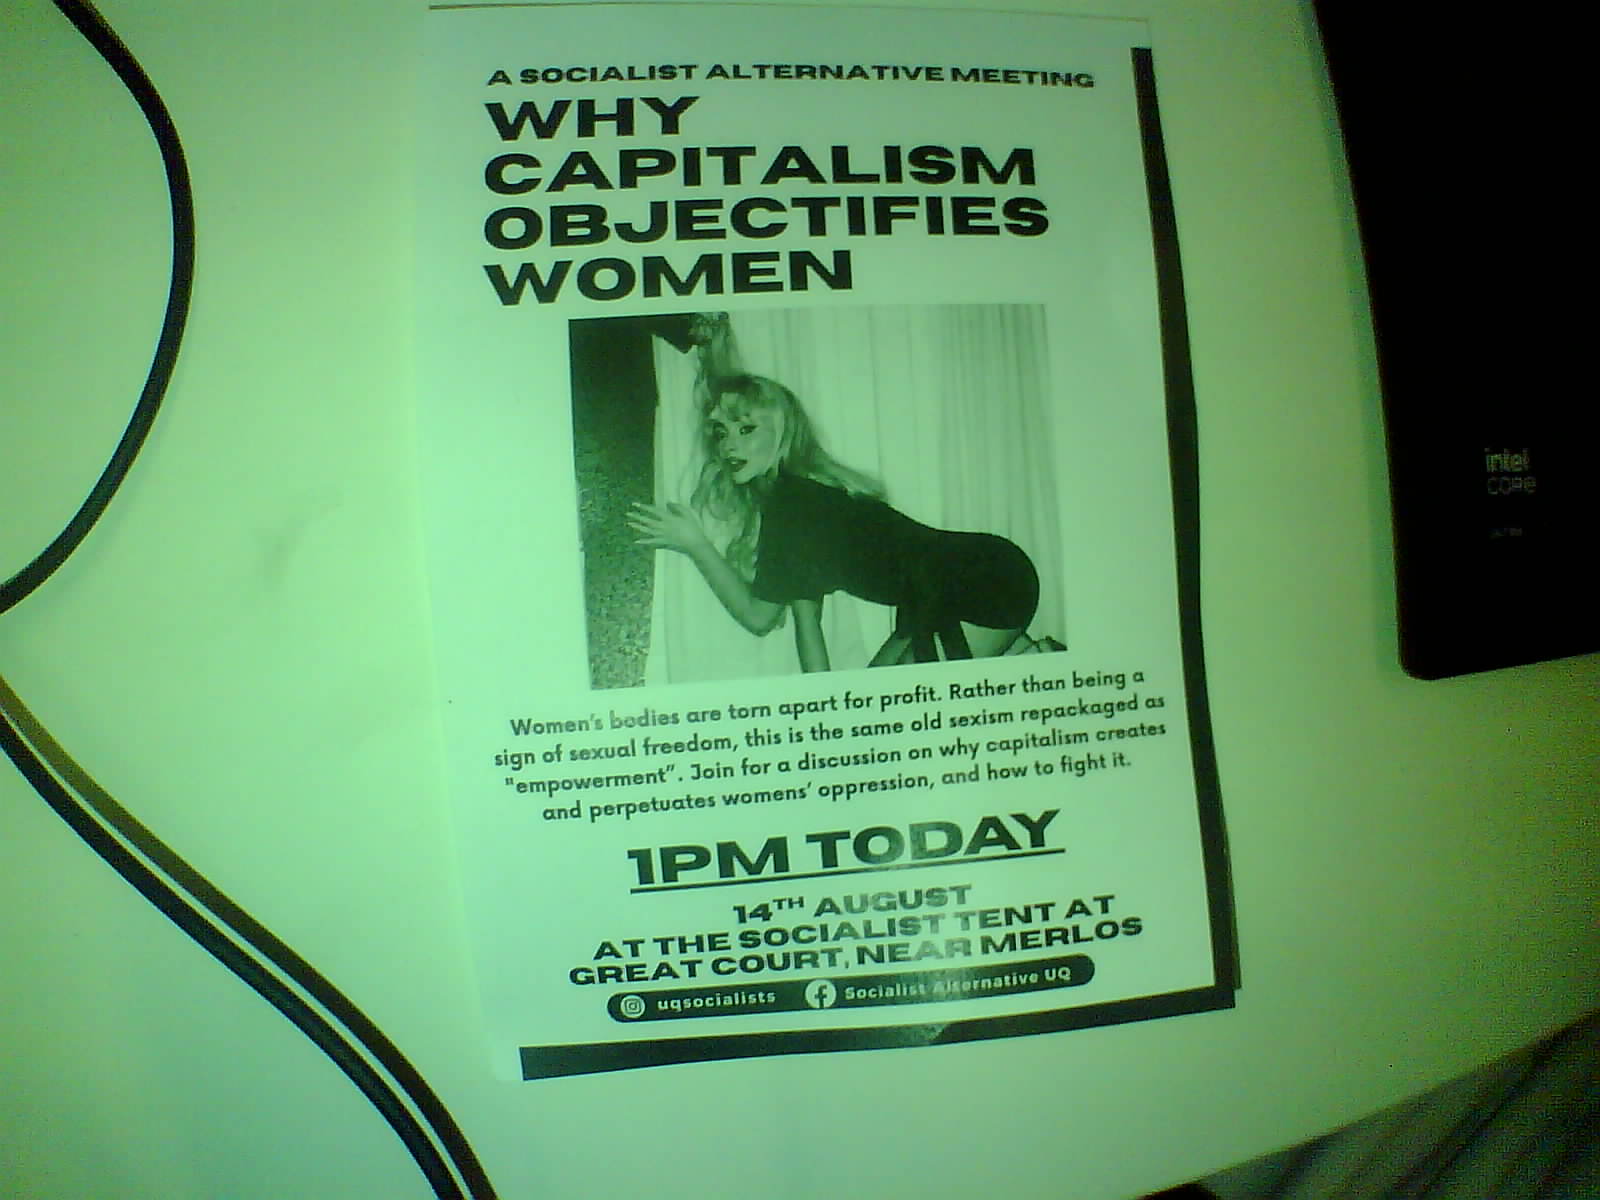 A SOCIALIST ALTERNATIVE MEETING
WHY
CAPITALISM
OBJECTIFIES
WOMEN
Women's bodies are torn apart for profit. Rather than being a
sign of sexual freedom, this is the same old sexism repackaged as
"empowerment". Join for a discussion on why capitalism creates
and perpetuates womens' oppression, and how to fight it.
1PM TODAY
14TH AUGUST
AT THE SOCIALIST TENT AT
GREAT COURT, NEAR MERLOS
uqsocialists Socialist Alternative UQ
intel
CORE